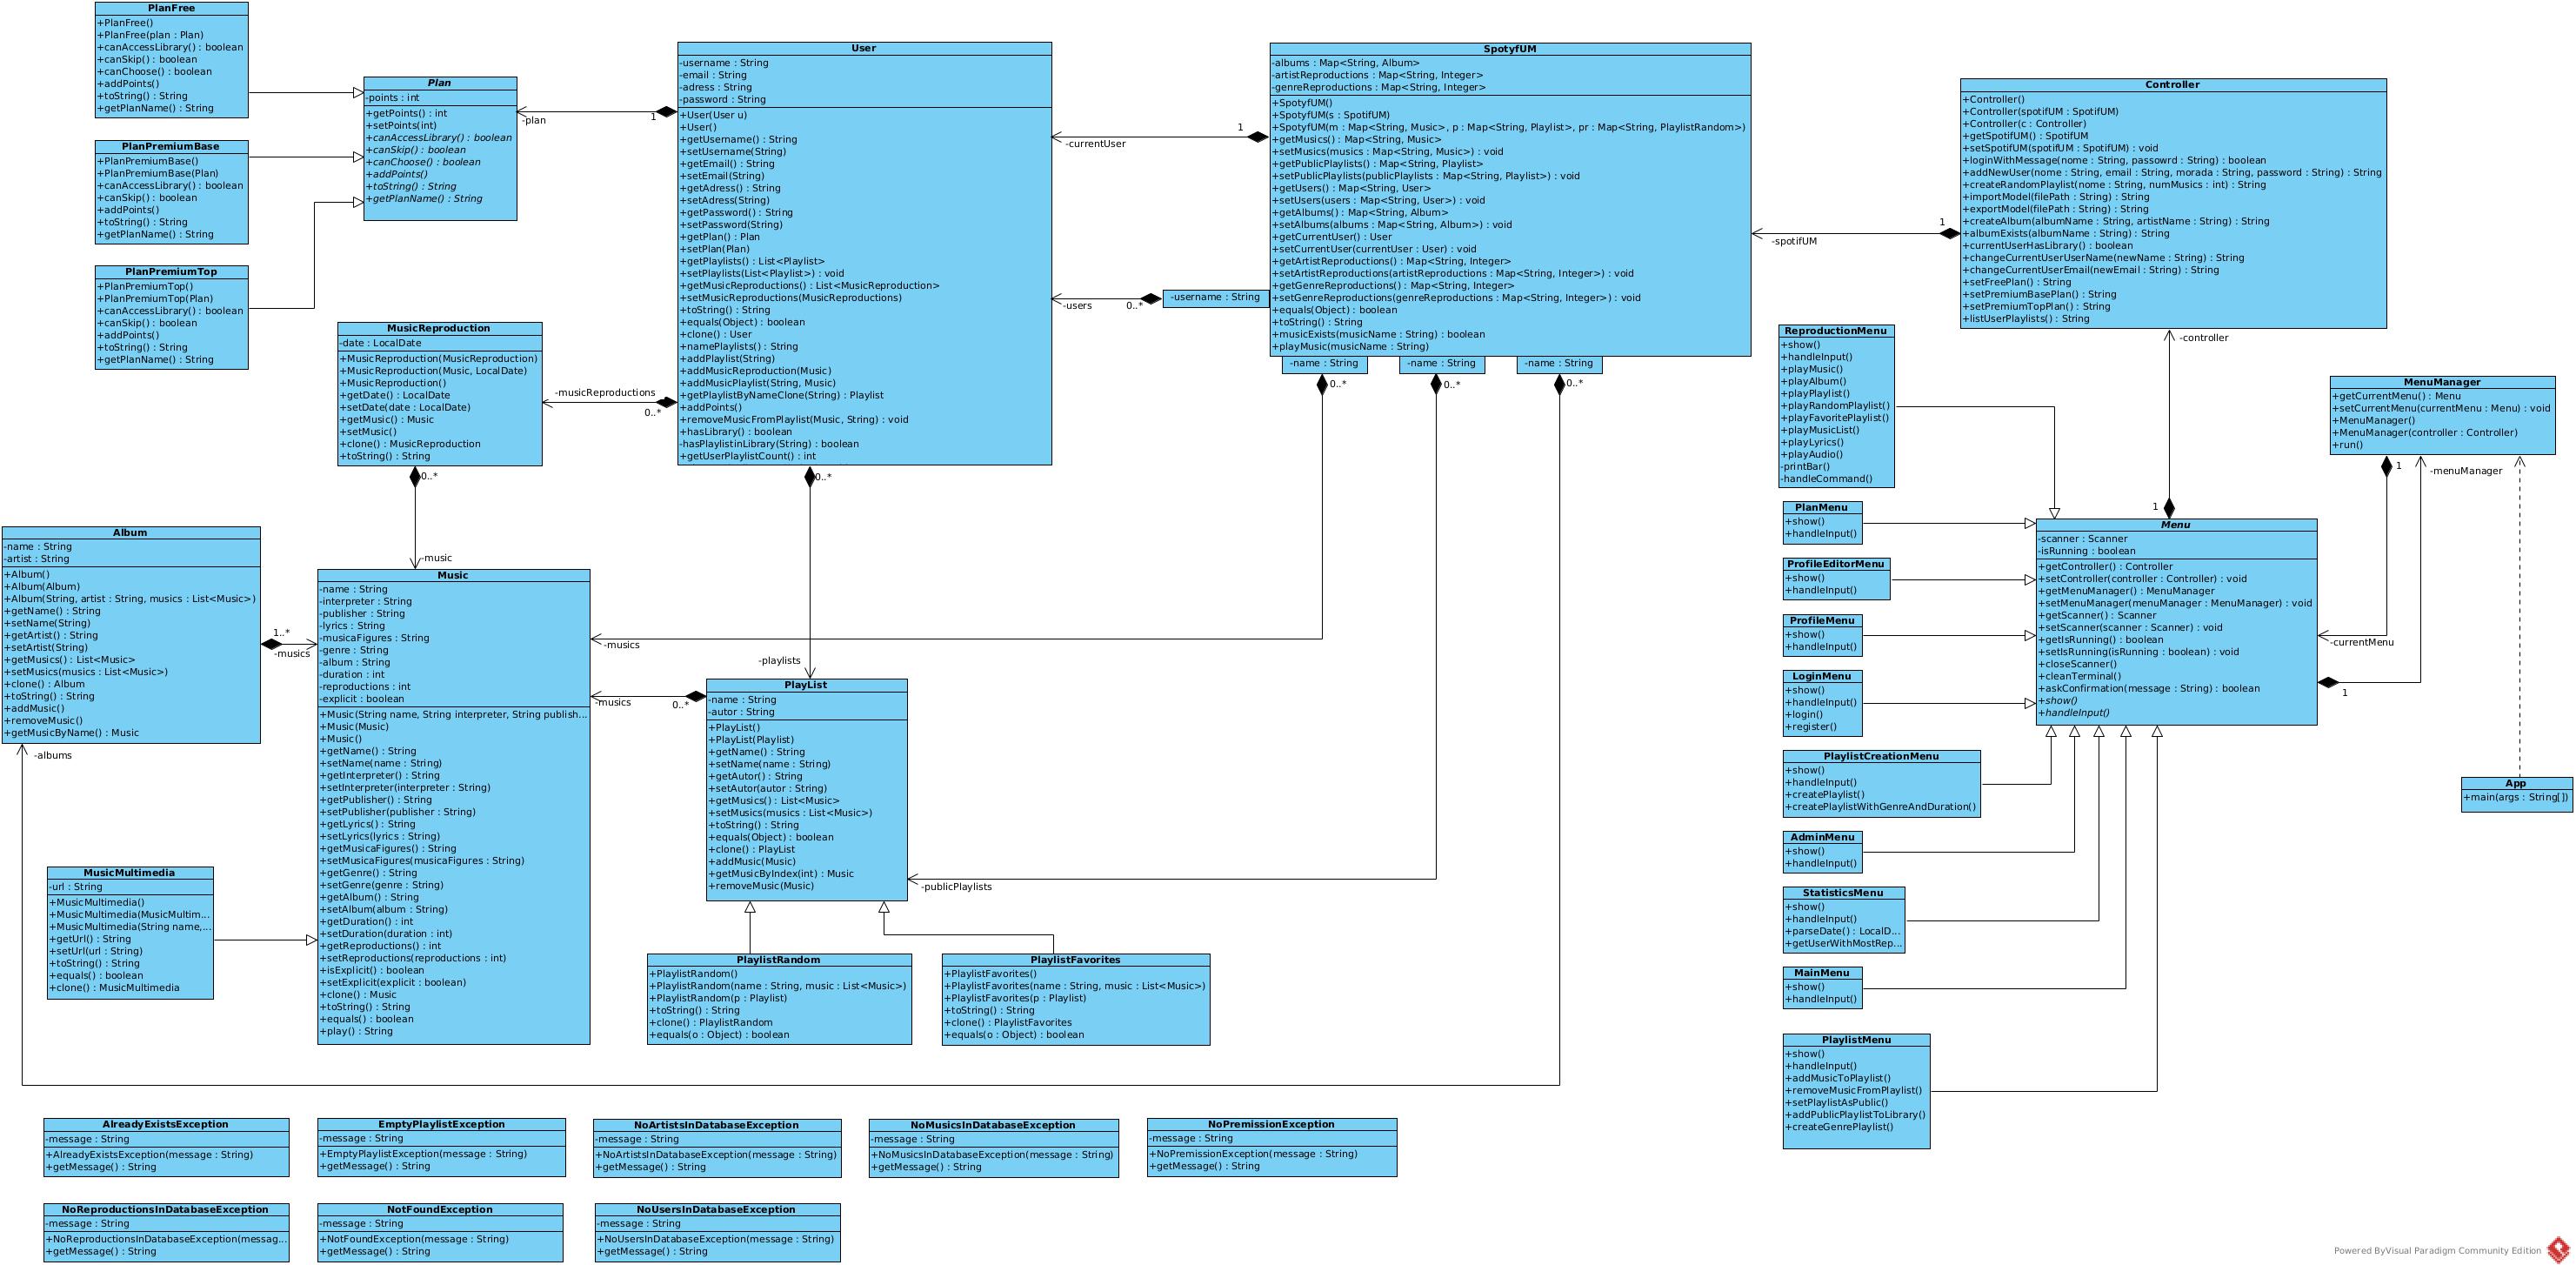 PlanFree
+PlanFree()
+PlanFree(plan : Plan)
+canAccessLibrary() : boolean
+canSkip() : boolean
+canChoose() : boolean
+addPoints()
+toString() : String
+getPlanName() : String
PlanPremiumBase
+PlanPremiumBase()
+PlanPremiumBase(Plan)
+canAccessLibrary() : boolean
+canSkip() : boolean
+addPoints()
+toString() : String
+getPlanName() : String
PlanPremiumTop
+PlanPremiumTop()
+PlanPremiumTop(Plan)
+canAccessLibrary() : boolean
+canSkip() : boolean
+addPoints()
+toString() : String
+getPlanName() : String
Plan
-points : int
+getPoints() : int
+setPoints(int)
+canAccessLibrary() : boolean
+canSkip() : boolean
+canChoose() : boolean
+addPoints()
+toString() : String
+getPlanName() : String
-plan
1
User
-username : String
-email : String
-adress : String
-password : String
+User(User u)
+User()
+getUsername() : String
+setUsername(String)
+getEmail() : String
+setEmail(String)
+getAdress() : String
+setAdress(String)
+getPassword() : String
+setPassword(String)
+getPlan() : Plan
+setPlan(Plan)
+getPlaylists() : List<Playlist>
+setPlaylists(List<Playlist>) : void
+getMusicReproductions() : List<MusicReproduction>
+setMusicReproductions(MusicReproductions)
+toString() : String
+equals(Object) : boolean
+clone() : User
+namePlaylists() : String
+addPlaylist(String)
+addMusicReproduction(Music)
+addMusicPlaylist(String, Music)
+getPlaylistByNameClone(String) : Playlist
+addPoints()
+removeMusicFromPlaylist(Music, String) : void
+hasLibrary() : boolean
-hasPlaylistinLibrary(String) : boolean
+getUserPlaylistCount() : int
-currentUser
1
-users
0..*
-username : String
SpotyfUM
-albums : Map<String, Album>
-artistReproductions : Map<String, Integer>
-genreReproductions : Map<String, Integer>
+SpotyfUM()
+SpotyfUM(s : SpotifUM)
+SpotyfUM(m : Map<String, Music>, p : Map<String, Playlist>, pr : Map<String, PlaylistRandom>)
+getMusics() : Map<String, Music>
+setMusics(musics : Map<String, Music>) : void
+getPublicPlaylists() : Map<String, Playlist>
+setPublicPlaylists(publicPlaylists : Map<String, Playlist>) : void
+getUsers() : Map<String, User>
+setUsers(users : Map<String, User>) : void
+getAlbums() : Map<String, Album>
+setAlbums(albums : Map<String, Album>) : void
+getCurrentUser() : User
+setCurrentUser(currentUser : User) : void
+getArtistReproductions() : Map<String, Integer>
+setArtistReproductions(artistReproductions : Map<String, Integer>) : void
+getGenreReproductions() : Map<String, Integer>
+setGenreReproductions(genreReproductions : Map<String, Integer>) : void
+equals(Object) : boolean
+toString() : String
+musicExists(musicName : String) : boolean
+playMusic(musicName : String)
-name : String
-name : String
-name : String
0..*
0..*
0..*
-spotifUM
1
Controller
+Controller()
+Controller(spotifUM : SpotifUM)
+Controller(c : Controller)
+getSpotifUM() : SpotifUM
+setSpotifUM(spotifUM : SpotifUM) : void
+loginWithMessage(nome : String, passowrd : String) : boolean
+addNewUser(nome : String, email : String, morada : String, password : String) : String
+createRandomPlaylist(nome : String, numMusics : int) : String
+importModel(filePath : String) : String
+exportModel(filePath : String) : String
+createAlbum(albumName : String, artistName : String) : String
+albumExists(albumName : String) : String
+currentUserHasLibrary() : boolean
+changeCurrentUserUserName(newName : String) : String
+changeCurrentUserEmail(newEmail : String) : String
+setFreePlan() : String
+setPremiumBasePlan() : String
+setPremiumTopPlan() : String
+listUserPlaylists() : String
-controller
MusicReproduction
-date : LocalDate
+MusicReproduction(MusicReproduction)
+MusicReproduction(Music, LocalDate)
+MusicReproduction()
+getDate() : LocalDate
+setDate(date : LocalDate)
+getMusic() : Music
+setMusic()
+clone() : MusicReproduction
+toString() : String
-musicReproductions
0..*
0..*
-music
0..*
-playlists
ReproductionMenu
+show()
+handleInput()
+playMusic()
+playAlbum()
+playPlaylist()
+playRandomPlaylist()
+playFavoritePlaylist()
+playMusicList()
+playLyrics()
+playAudio()
-printBar()
-handleCommand()
MenuManager
+getCurrentMenu() : Menu
+setCurrentMenu(currentMenu : Menu) : void
+MenuManager()
+MenuManager(controller : Controller)
+run()
1
-menuManager
PlanMenu
+show()
+handleInput()
ProfileEditorMenu
+show()
+handleInput()
ProfileMenu
+show()
+handleInput()
LoginMenu
+show()
+handleInput()
+login()
+register()
1
Menu
-scanner : Scanner
-isRunning : boolean
+getController() : Controller
+setController(controller : Controller) : void
+getMenuManager() : MenuManager
+setMenuManager(menuManager : MenuManager) : void
+getScanner() : Scanner
+setScanner(scanner : Scanner) : void
+getIsRunning() : boolean
+setIsRunning(isRunning : boolean) : void
+closeScanner()
+cleanTerminal()
+askConfirmation(message : String) : boolean
+show()
+handleInput()
-currentMenu
1
App
+main(args : String[])
Album
-name : String
-artist : String
+Album()
+Album(Album)
+Album(String, artist : String, musics : List<Music>)
+getName() : String
+setName(String)
+getArtist() : String
+setArtist(String)
+getMusics() : List<Music>
+setMusics(musics : List<Music>)
+clone() : Album
+toString() : String
+addMusic()
+removeMusic()
+getMusicByName() : Music
1..*
-musics
-albums
Music
-name : String
-interpreter : String
-publisher : String
-lyrics : String
-musicaFigures : String
-genre : String
-album : String
-duration : int
-reproductions : int
-explicit : boolean
+Music(String name, String interpreter, String publish...
+Music(Music)
+Music()
+getName() : String
+setName(name : String)
+getInterpreter() : String
+setInterpreter(interpreter : String)
+getPublisher() : String
+setPublisher(publisher : String)
+getLyrics() : String
+setLyrics(lyrics : String)
+getMusicaFigures() : String
+setMusicaFigures(musicaFigures : String)
+getGenre() : String
+setGenre(genre : String)
+getAlbum() : String
+setAlbum(album : String)
+getDuration() : int
+setDuration(duration : int)
+getReproductions() : int
+setReproductions(reproductions : int)
+isExplicit() : boolean
+setExplicit(explicit : boolean)
+clone() : Music
+toString() : String
+equals() : boolean
+play() : String
-musics
-musics
0..*
PlayList
-name : String
-autor : String
+PlayList()
+PlayList(Playlist)
+getName() : String
+setName(name : String)
+getAutor() : String
+setAutor(autor : String)
+getMusics() : List<Music>
+setMusics(musics : List<Music>)
+toString() : String
+equals(Object) : boolean
+clone() : PlayList
+addMusic(Music)
+getMusicByIndex(int) : Music
+removeMusic(Music)
-publicPlaylists
MusicMultimedia
-url : String
+MusicMultimedia()
+MusicMultimedia(MusicMultim...
+MusicMultimedia(String name,...
+getUrl() : String
+setUrl(url : String)
+toString() : String
+equals() : boolean
+clone() : MusicMultimedia
PlaylistRandom
+PlaylistRandom()
+PlaylistRandom(name : String, music : List<Music>)
+PlaylistRandom(p : Playlist)
+toString() : String
+clone() : PlaylistRandom
+equals(o : Object) : boolean
PlaylistFavorites
+PlaylistFavorites()
+PlaylistFavorites(name : String, music : List<Music>)
+PlaylistFavorites(p : Playlist)
+toString() : String
+clone() : PlaylistFavorites
+equals(o : Object) : boolean
PlaylistCreationMenu
+show()
+handleInput()
+createPlaylist()
+createPlaylistWithGenreAndDuration()
AdminMenu
+show()
+handleInput()
StatisticsMenu
+show()
+handleInput()
+parseDate() : LocalD...
+getUserWithMostRep...
MainMenu
+show()
+handleInput()
PlaylistMenu
+show()
+handleInput()
+addMusicToPlaylist()
+removeMusicFromPlaylist()
+setPlaylistAsPublic()
+addPublicPlaylistToLibrary()
+createGenrePlaylist()
AlreadyExistsException
-message : String
+AlreadyExistsException(message : String)
+getMessage() : String
EmptyPlaylistException
-message : String
+EmptyPlaylistException(message : String)
+getMessage() : String
NoArtistsInDatabaseException
-message : String
+NoArtistsInDatabaseException(message : String)
+getMessage() : String
NoMusicsInDatabaseException
-message : String
+NoMusicsInDatabaseException(message : String)
+getMessage() : String
NoPremissionException
-message : String
+NoPremissionException(message : String)
+getMessage() : String
NoReproductionsInDatabaseException
-message : String
+NoReproductionsInDatabaseException(messag...
+getMessage() : String
NotFoundException
-message : String
+NotFoundException(message : String)
+getMessage() : String
NoUsersInDatabaseException
-message : String
+NoUsersInDatabaseException(message : String)
+getMessage() : String
Powered ByVisual Paradigm Community Edition